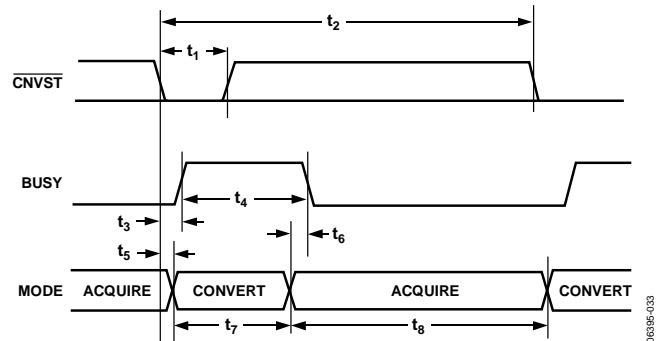 t2
t1
CNVST
BUSY
t4
t3
t6
t5
MODE ACQUIRE CONVERT ACQUIRE CONVERT
t7 t8
06395-033